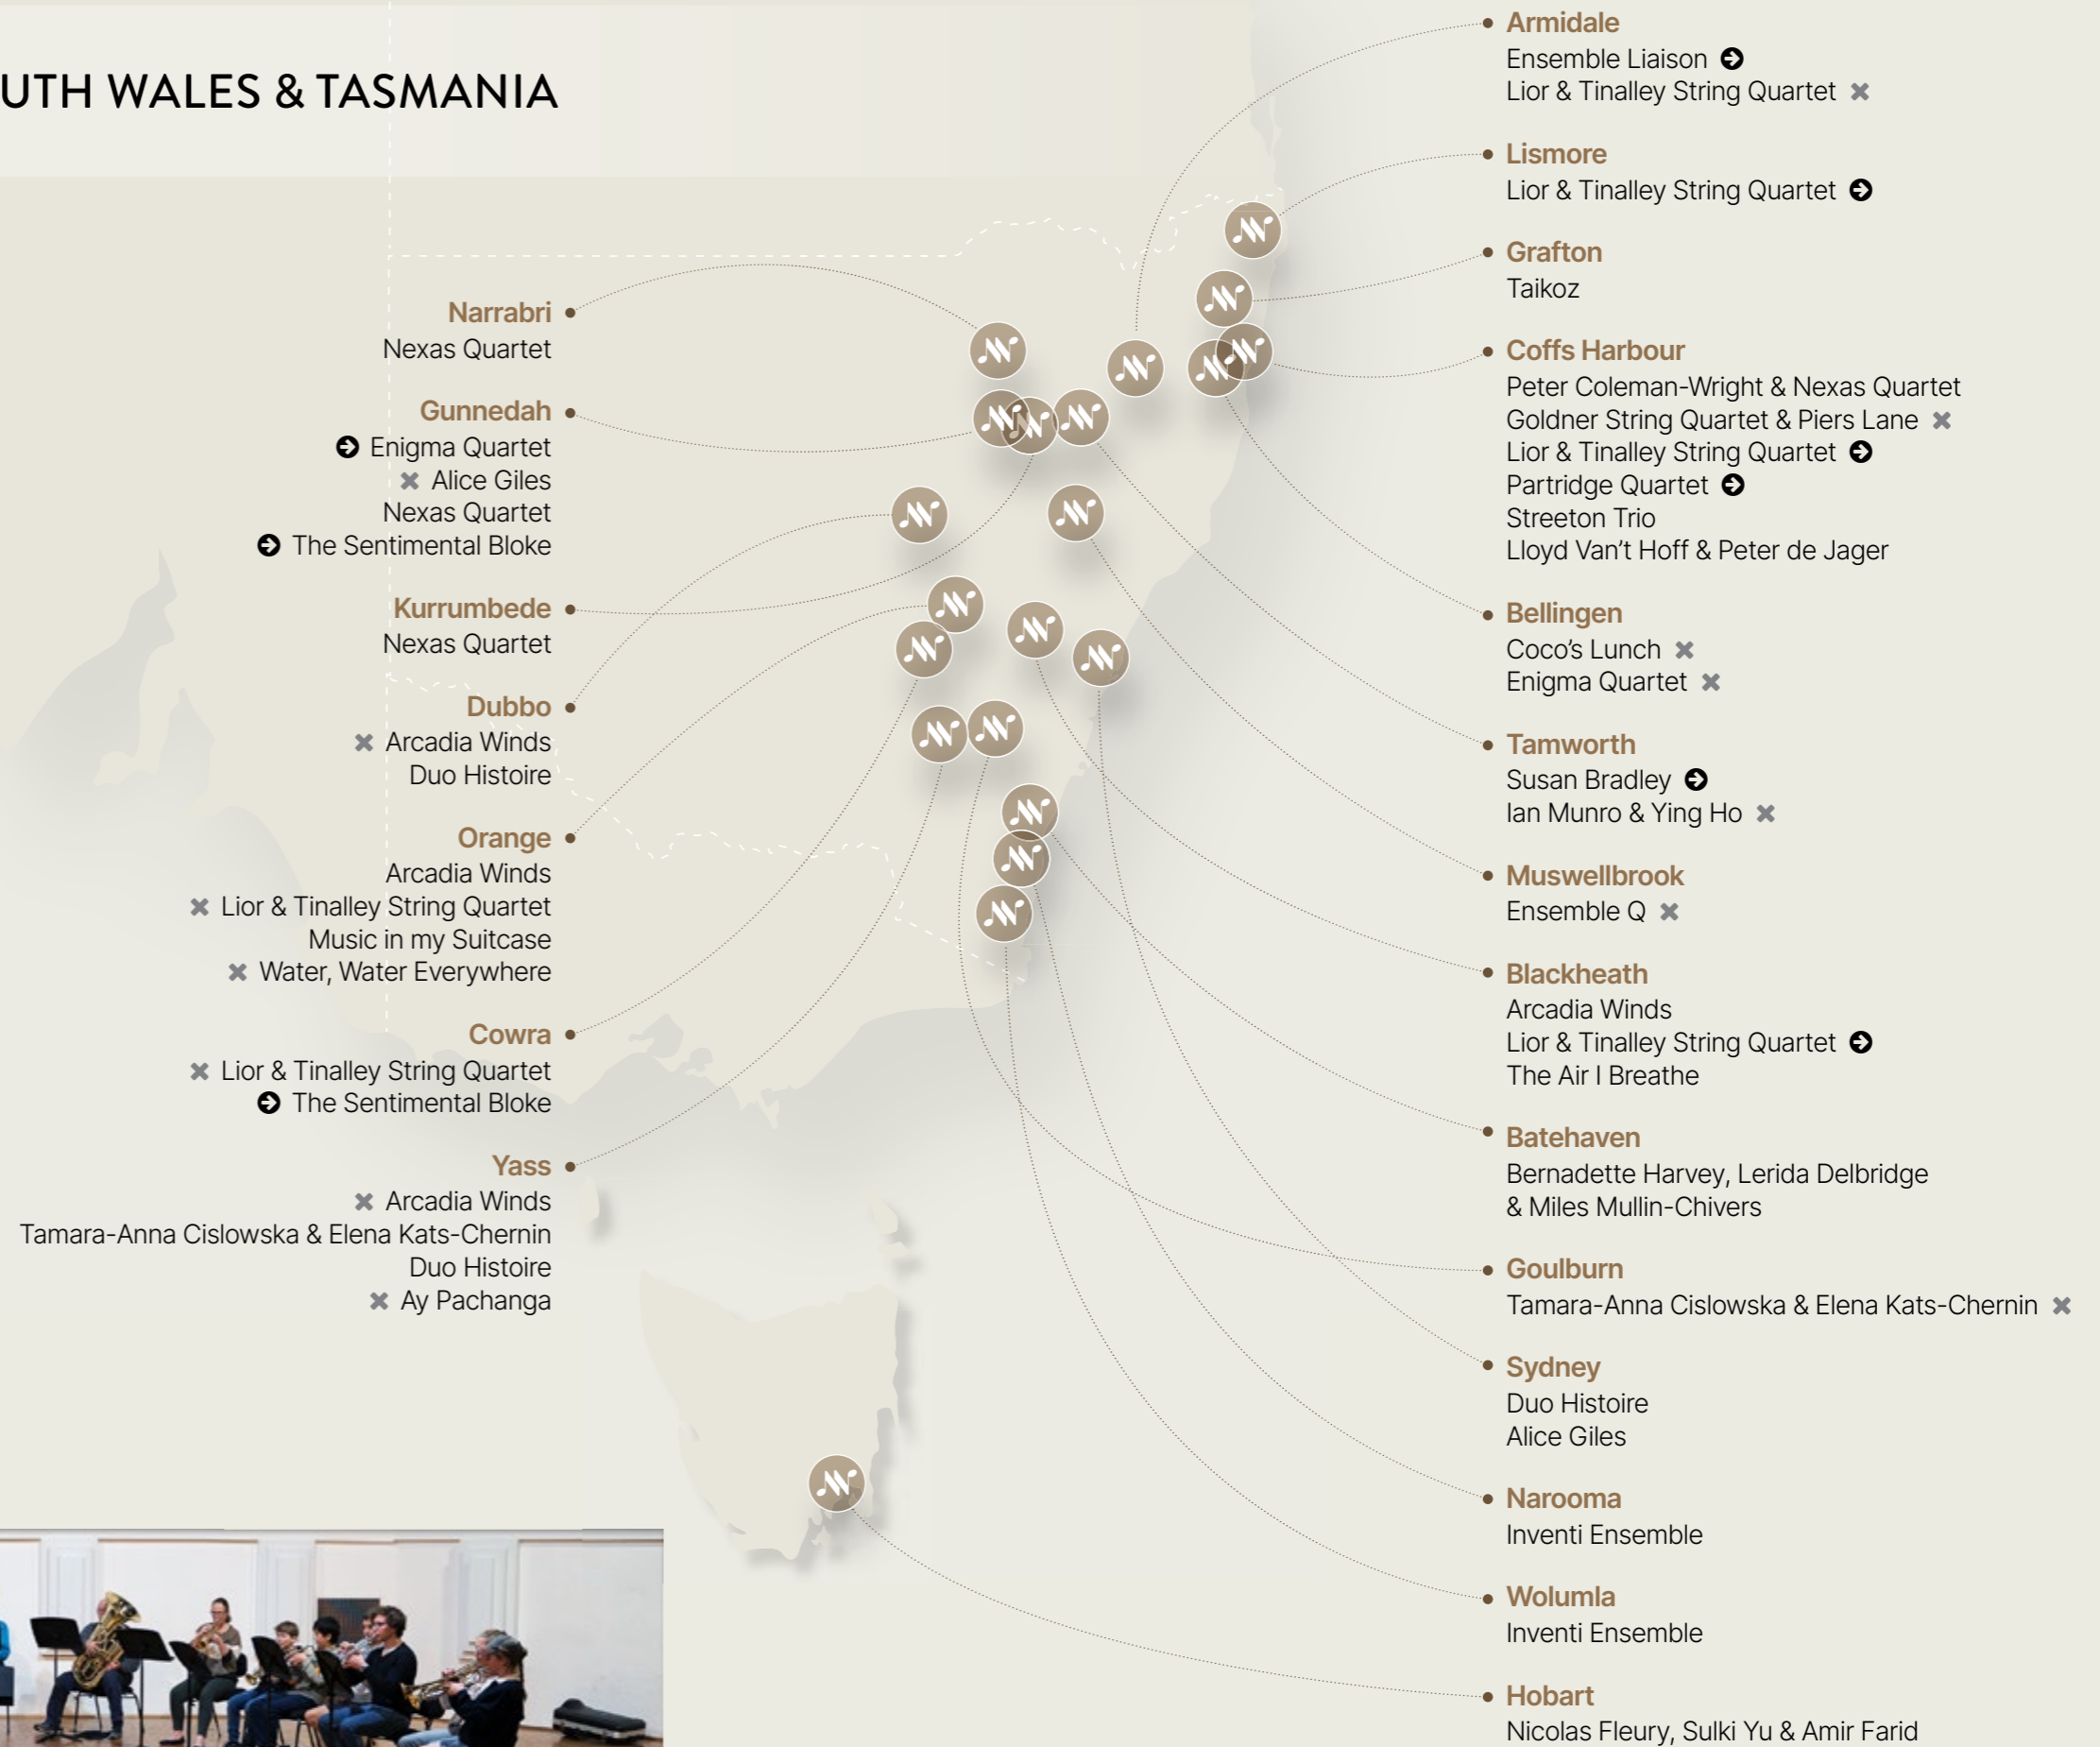 UTH WALES & TASMANIA
Narrabri
Nexas Quartet
Gunnedah
Enigma Quartet
Alice Giles
Nexas Quartet
The Sentimental Bloke
Kurrumbede
Nexas Quartet
Dubbo
Arcadia Winds
Duo Histoire
Orange
Arcadia Winds
Lior & Tinalley String Quartet
Music in my Suitcase
Water, Water Everywhere
Cowra
Lior & Tinalley String Quartet
The Sentimental Bloke
Yass
Arcadia Winds
Tamara-Anna Cislowska & Elena Kats-Chernin
Duo Histoire
Ay Pachanga
Armidale
Ensemble Liaison
Lior & Tinalley String Quartet
Lismore
Lior & Tinalley String Quartet
Grafton
Taikoz
Coffs Harbour
Peter Coleman-Wright & Nexas Quartet
Goldner String Quartet & Piers Lane
Lior & Tinalley String Quartet
Partridge Quartet
Streeton Trio
Lloyd Van’t Hoff & Peter de Jager
Bellingen
Coco’s Lunch
Enigma Quartet
Tamworth
Susan Bradley
Ian Munro & Ying Ho
Muswellbrook
Ensemble Q
Blackheath
Arcadia Winds
Lior & Tinalley String Quartet
The Air I Breathe
Batehaven
Bernadette Harvey, Lerida Delbridge
& Miles Mullin-Chivers
Goulburn
Tamara-Anna Cislowska & Elena Kats-Chernin
Sydney
Duo Histoire
Alice Giles
Narooma
Inventi Ensemble
Wolumla
Inventi Ensemble
Hobart
Nicolas Fleury, Sulki Yu & Amir Farid